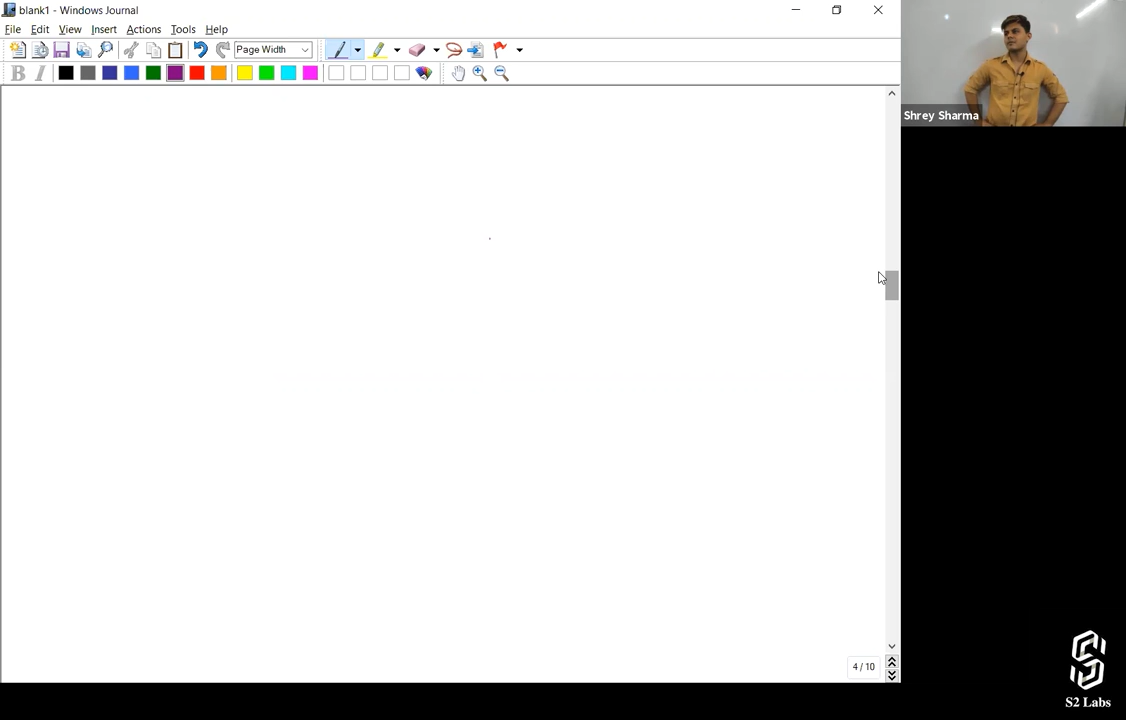 blank1 - Windows Journal
File Edit View Insert Actions Tools Help
Page Width
B I
Shrey Sharma
4 / 10
S2 Labs